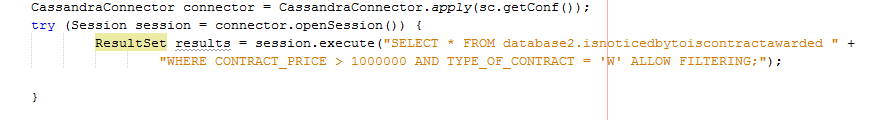 CassandraConnector connector = CassandraConnector.apply(sc.getConf());
try (Session session = connector.openSession()) {
ResultSet results = session.execute("SELECT * FROM database2.isnoticedbytoiscontractawarded " +
"WHERE CONTRACT_PRICE > 1000000 AND TYPE_OF_CONTRACT = 'W' ALLOW FILTERING;");
}